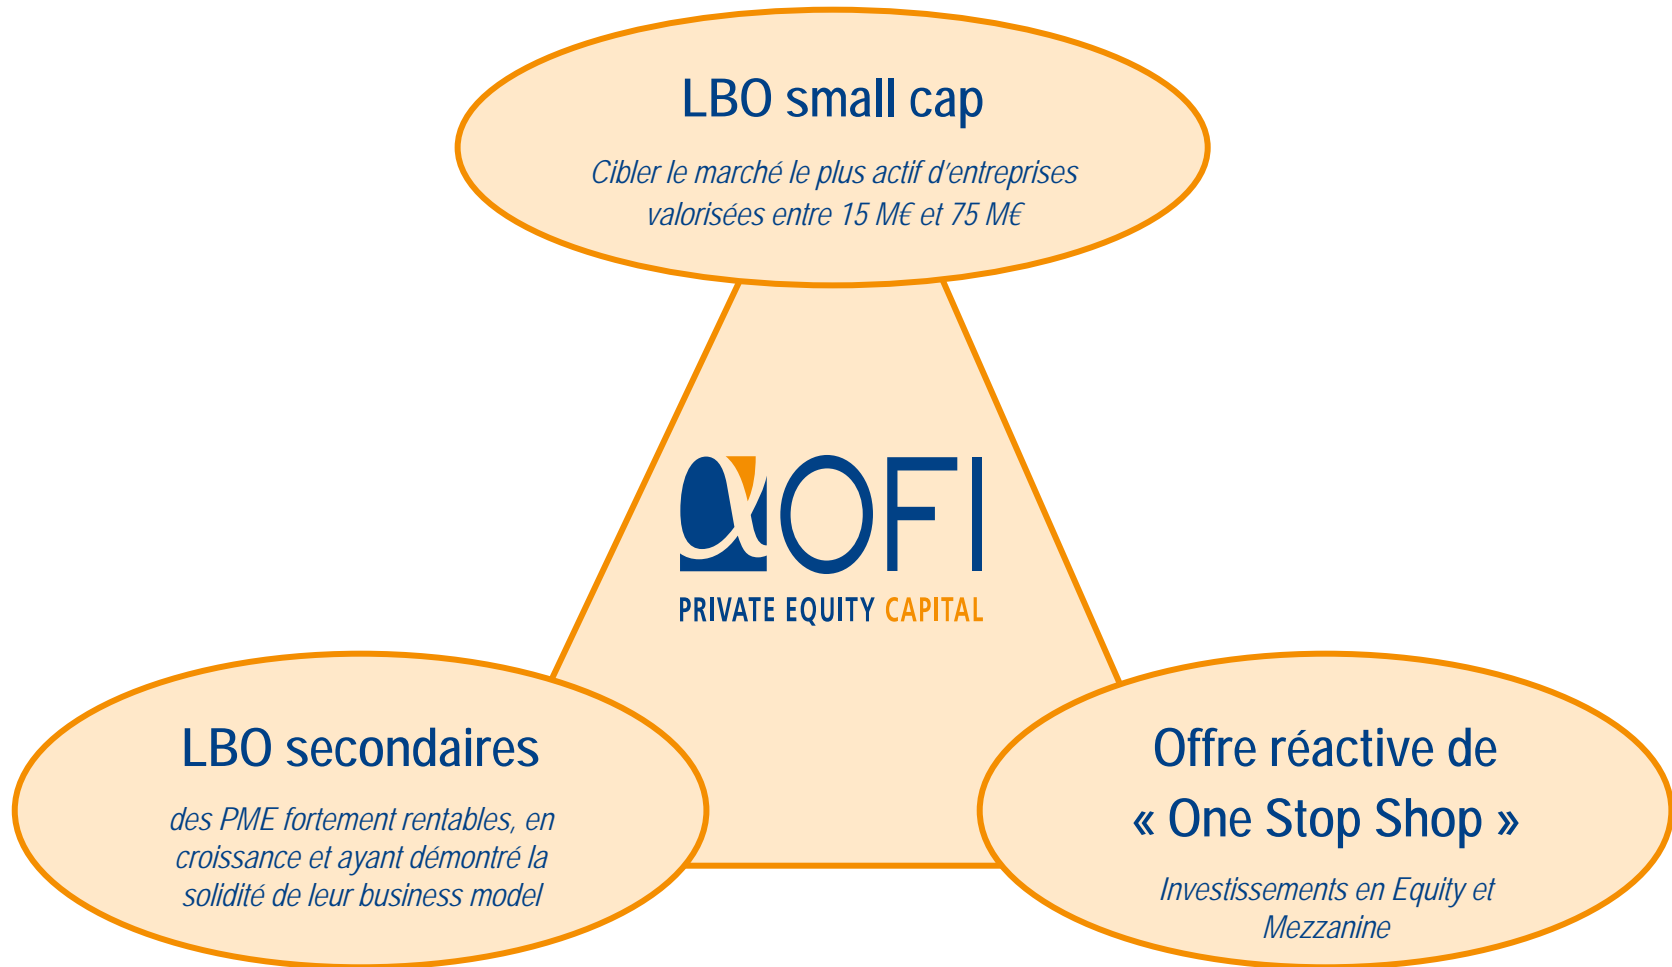 LBO small cap
Cibler le marché le plus actif d’entreprises
valorisées entre 15 M€ et 75 M€
αOFI
PRIVATE EQUITY CAPITAL
LBO secondaires
des PME fortement rentables, en
croissance et ayant démontré la
solidité de leur business model
Offre réactive de
« One Stop Shop »
Investissements en Equity et
Mezzanine